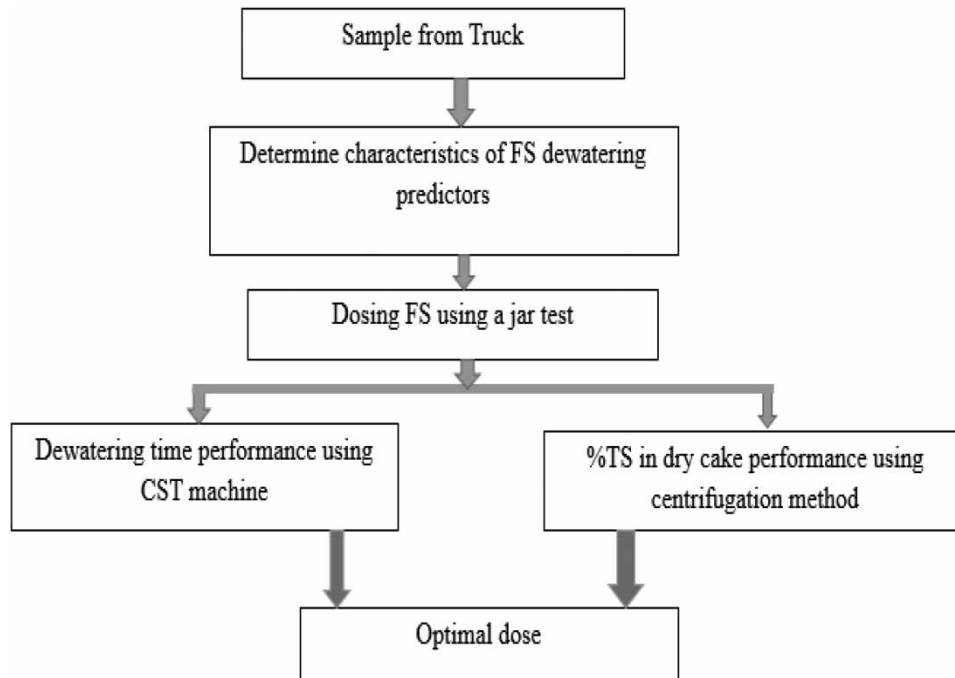 Sample from Truck
Determine characteristics of FS dewatering
predictors
Dosing FS using a jar test
Dewatering time performance using
CST machine
%TS in dry cake performance using
centrifugation method
Optimal dose